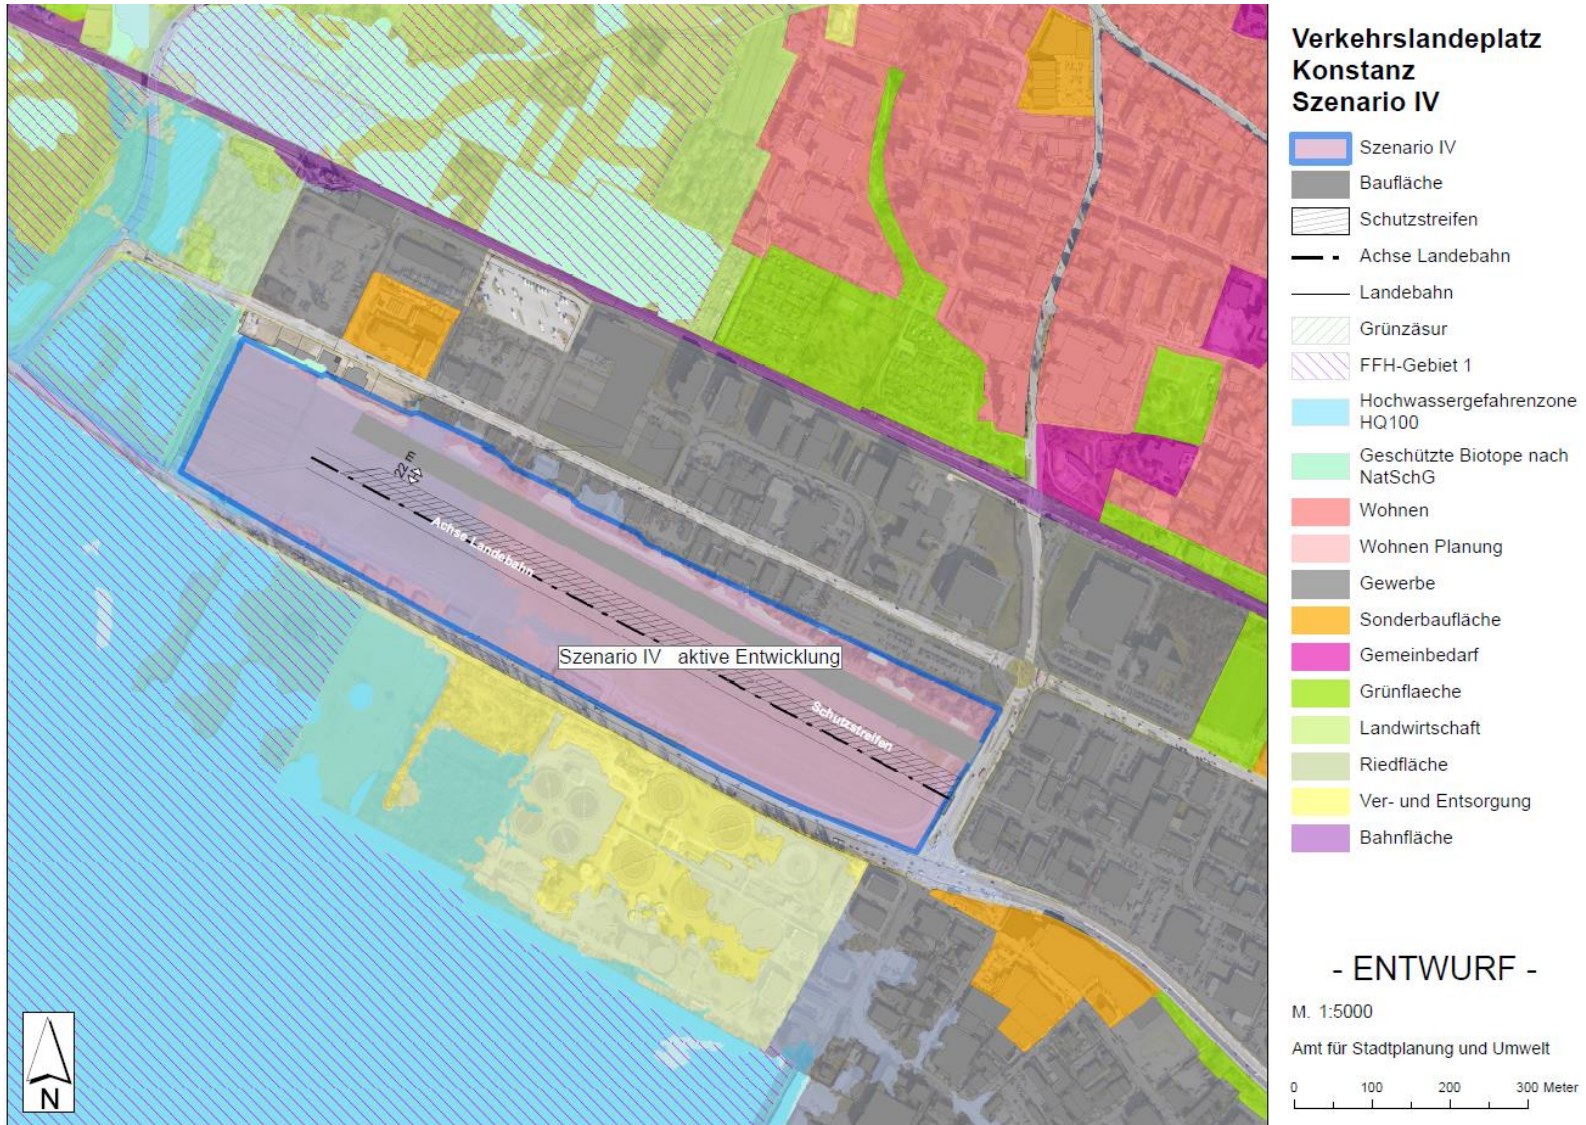 Verkehrslandeplatz
Konstanz
Szenario IV
Szenario IV
Baufläche
Schutzstreifen
Achse Landebahn
Landebahn
Grünzäsur
FFH-Gebiet 1
Hochwassergefahrenzone
HQ100
Geschützte Biotope nach
NatSchG
Wohnen
Wohnen Planung
Gewerbe
Sonderbaufläche
Gemeinbedarf
Grünflaeche
Landwirtschaft
Riedfläche
Ver- und Entsorgung
Bahnfläche
22 m
Achse Landebahn
Szenario IV aktive Entwicklung
Schutzstreifen
N
- ENTWURF -
M. 1:5000
Amt für Stadtplanung und Umwelt
0 100 200 300 Meter